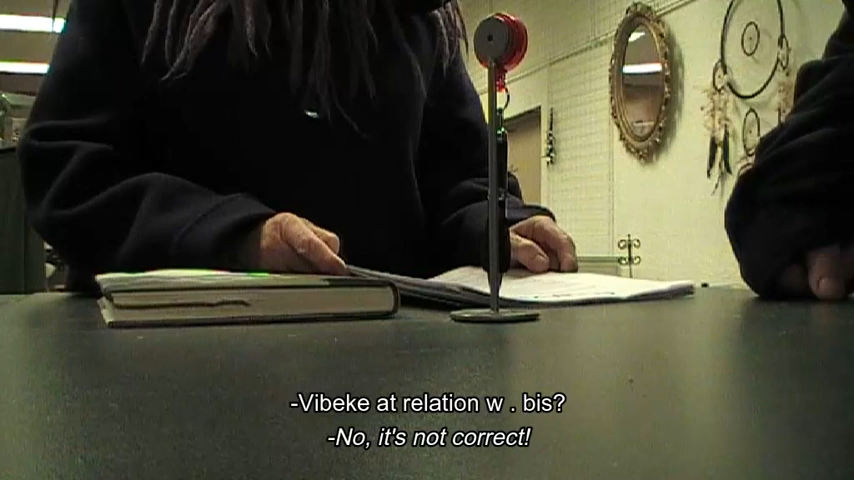 -Vibeke at relation w . bis?
-No, it's not correct!